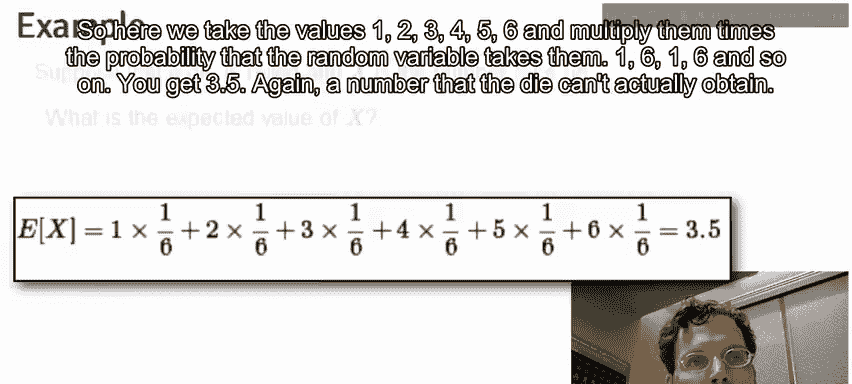 Example
So here we take the values 1, 2, 3, 4, 5, 6 and multiply them times
the probability that the random variable takes them. 1, 6, 1, 6 and so
on. You get 3.5. Again, a number that the die can't actually obtain.
What is the expected value of X?
E[X] = 1 × 1/6 + 2 × 1/6 + 3 × 1/6 + 4 × 1/6 + 5 × 1/6 + 6 × 1/6 = 3.5